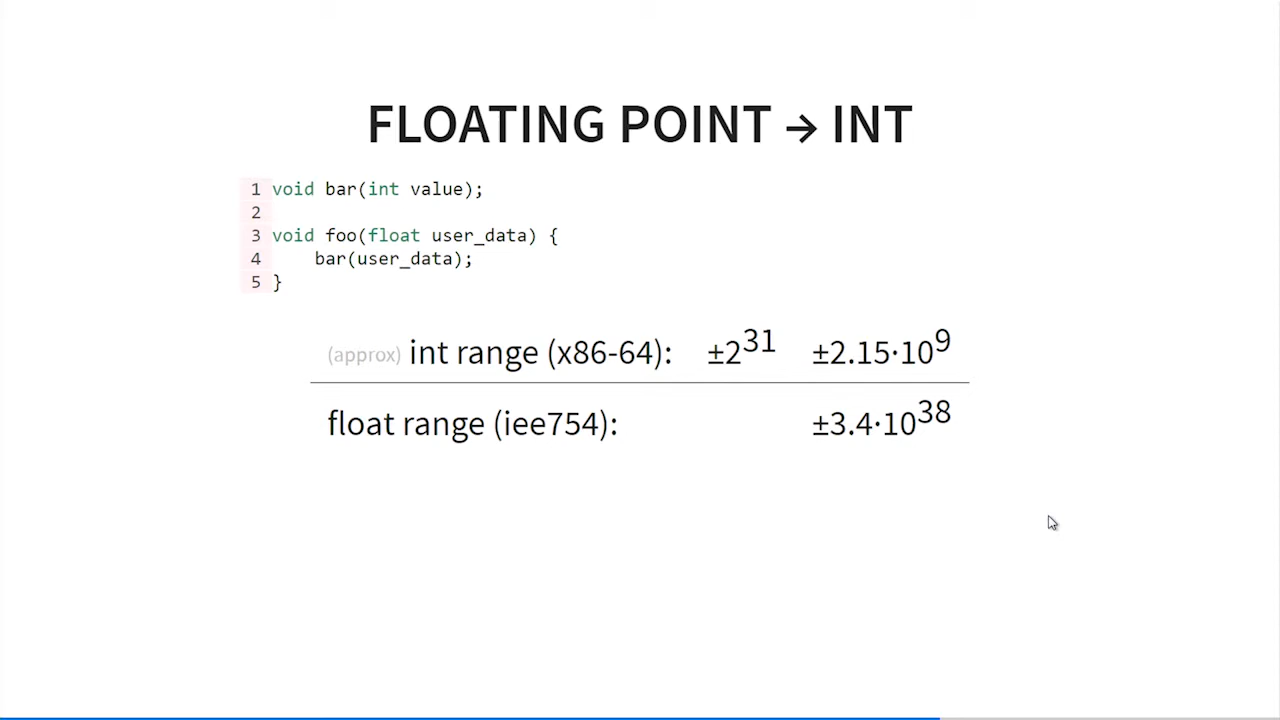 FLOATING POINT → INT
1 void bar(int value);
2
3 void foo(float user_data) {
4     bar(user_data);
5 }
(approx) int range (x86-64): ±2³¹ ±2.15·10⁹
float range (iee754): ±3.4·10³⁸